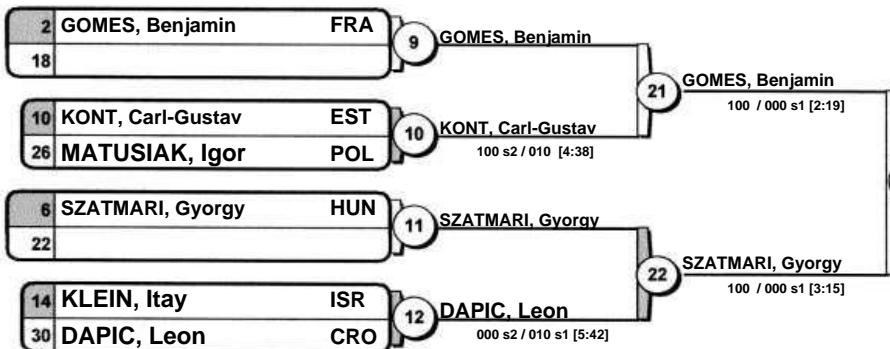 2 GOMES, Benjamin FRA
18
9
GOMES, Benjamin
10 KONT, Carl-Gustav EST
26 MATUSIAK, Igor POL
10
KONT, Carl-Gustav
100 s2 / 010 [4:38]
21
GOMES, Benjamin
100 / 000 s1 [2:19]
6 SZATMARI, Gyorgy HUN
22
11
SZATMARI, Gyorgy
14 KLEIN, Itay ISR
30 DAPIC, Leon CRO
12
DAPIC, Leon
000 s2 / 010 s1 [5:42]
22
SZATMARI, Gyorgy
100 / 000 s1 [3:15]